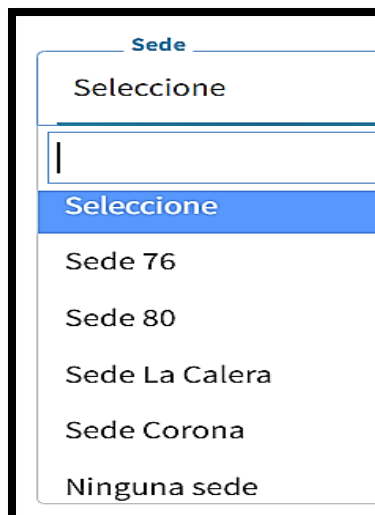 Sede
Seleccione
Seleccione
Sede 76
Sede 80
Sede La Calera
Sede Corona
Ninguna sede